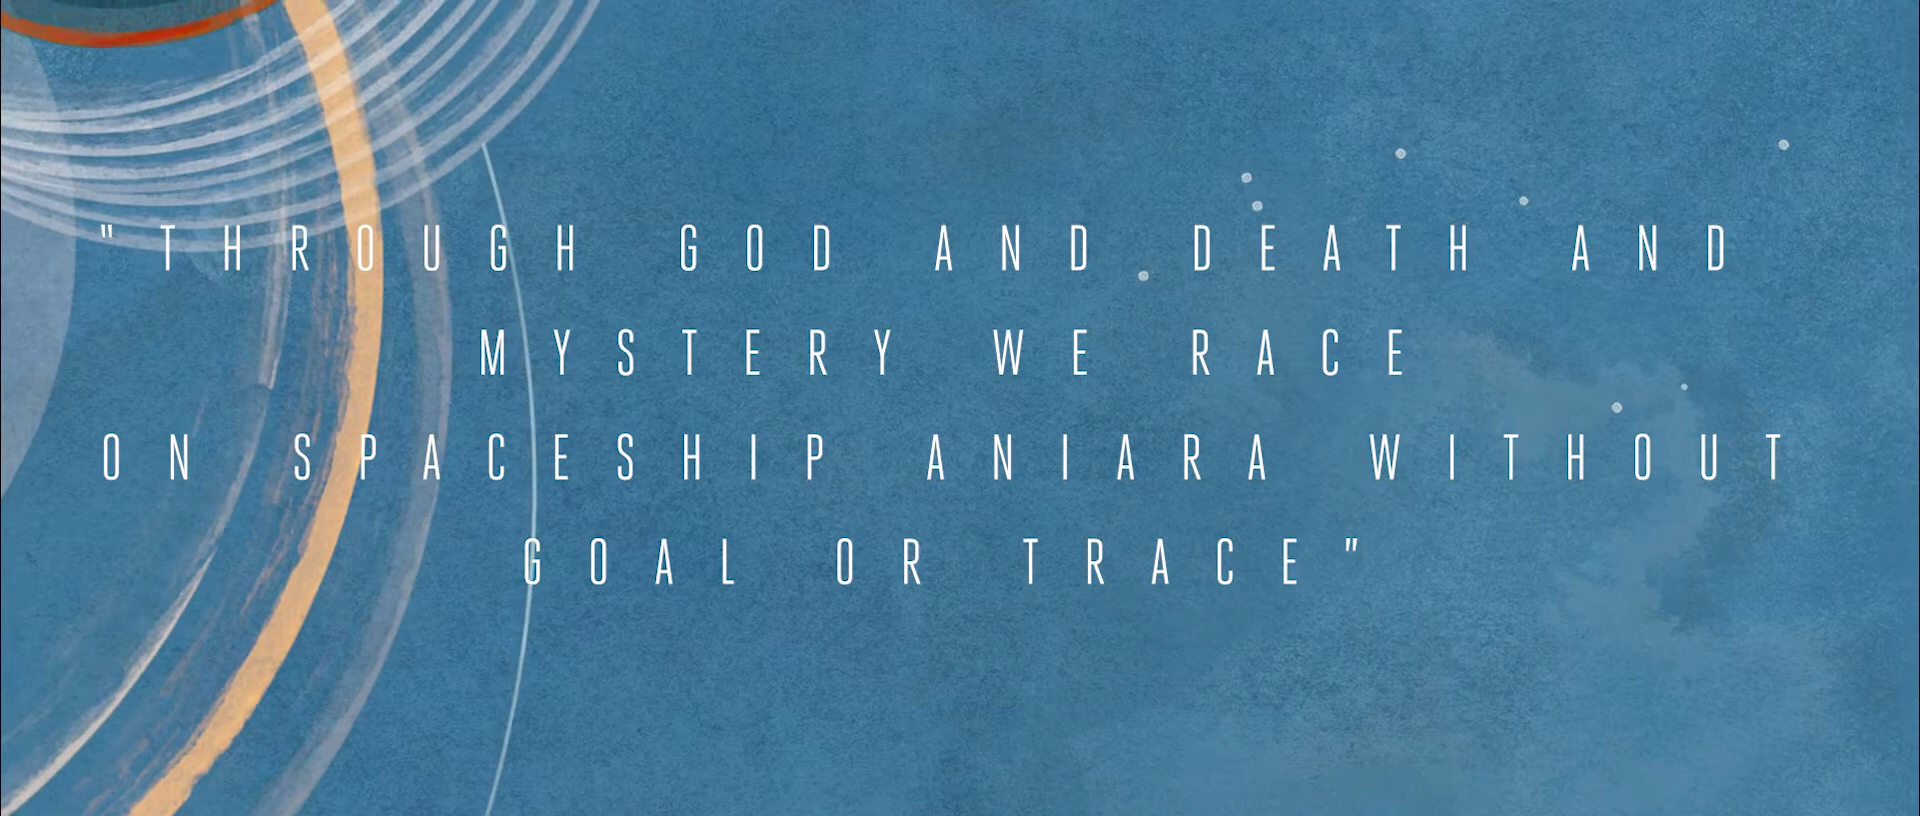 "THROUGH GOD AND DEATH AND
MYSTERY WE RACE
ON SPACESHIP ANIARA WITHOUT
GOAL OR TRACE"